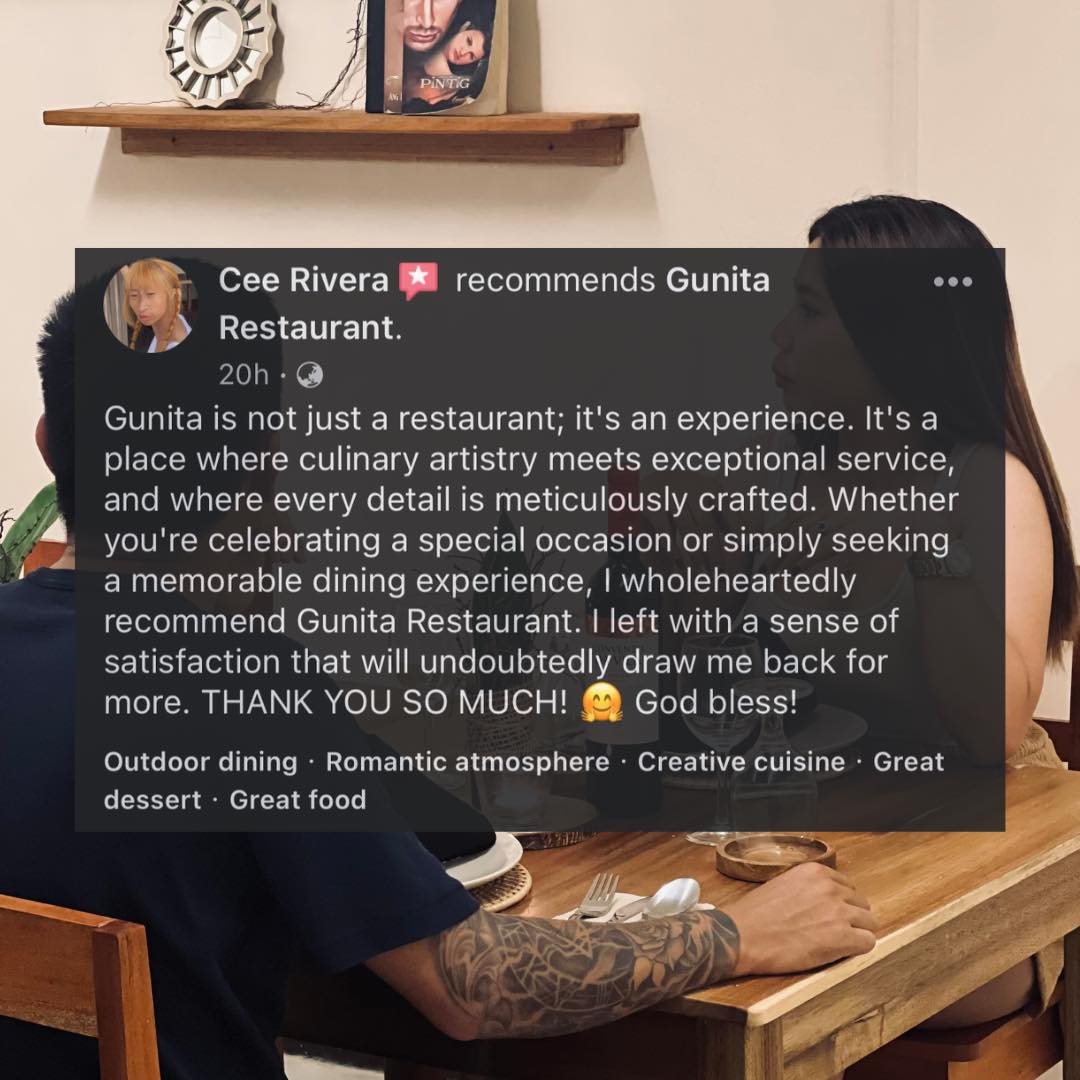 PINTIG
Cee Rivera recommends Gunita
Restaurant.
20h ·
Gunita is not just a restaurant; it's an experience. It's a
place where culinary artistry meets exceptional service,
and where every detail is meticulously crafted. Whether
you're celebrating a special occasion or simply seeking
a memorable dining experience, I wholeheartedly
recommend Gunita Restaurant. I left with a sense of
satisfaction that will undoubtedly draw me back for
more. THANK YOU SO MUCH! 🤗 God bless!
Outdoor dining · Romantic atmosphere · Creative cuisine · Great
dessert · Great food